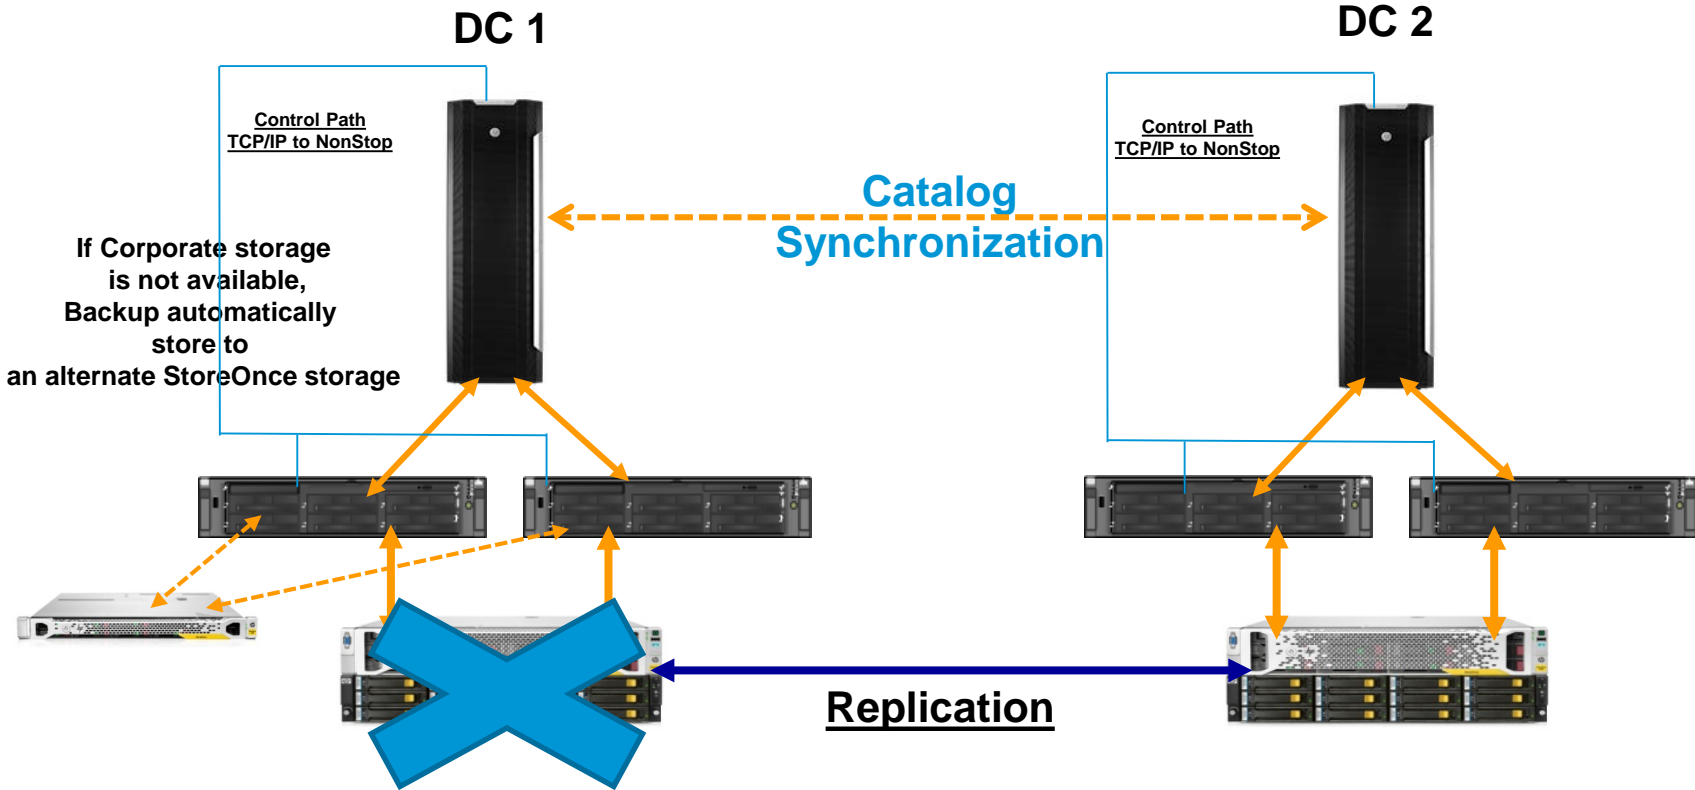 DC 1
DC 2
Control Path
TCP/IP to NonStop
Control Path
TCP/IP to NonStop
Catalog
Synchronization
If Corporate storage
is not available,
Backup automatically
store to
an alternate StoreOnce storage
Replication